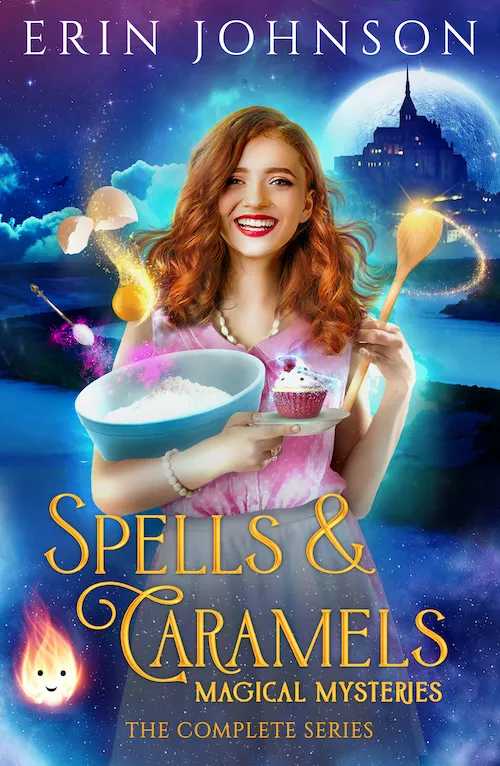 ERIN JOHNSON
SPELLS &
CARAMELS
MAGICAL MYSTERIES
THE COMPLETE SERIES